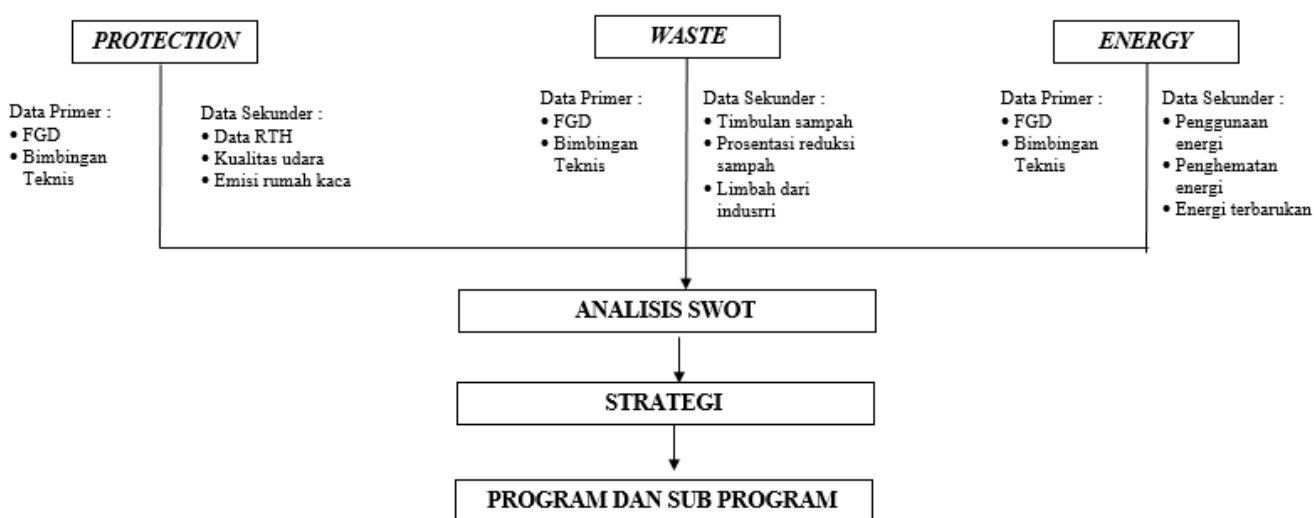 PROTECTION
Data Primer :
• FGD
• Bimbingan
Teknis
Data Sekunder :
• Data RTH
• Kualitas udara
• Emisi rumah kaca
WASTE
Data Primer :
• FGD
• Bimbingan
Teknis
Data Sekunder :
• Timbulan sampah
• Prosentasi reduksi
sampah
• Limbah dari
indusrri
ENERGY
Data Primer :
• FGD
• Bimbingan
Teknis
Data Sekunder :
• Penggunaan
energi
• Penghematan
energi
• Energi terbarukan
ANALISIS SWOT
STRATEGI
PROGRAM DAN SUB PROGRAM